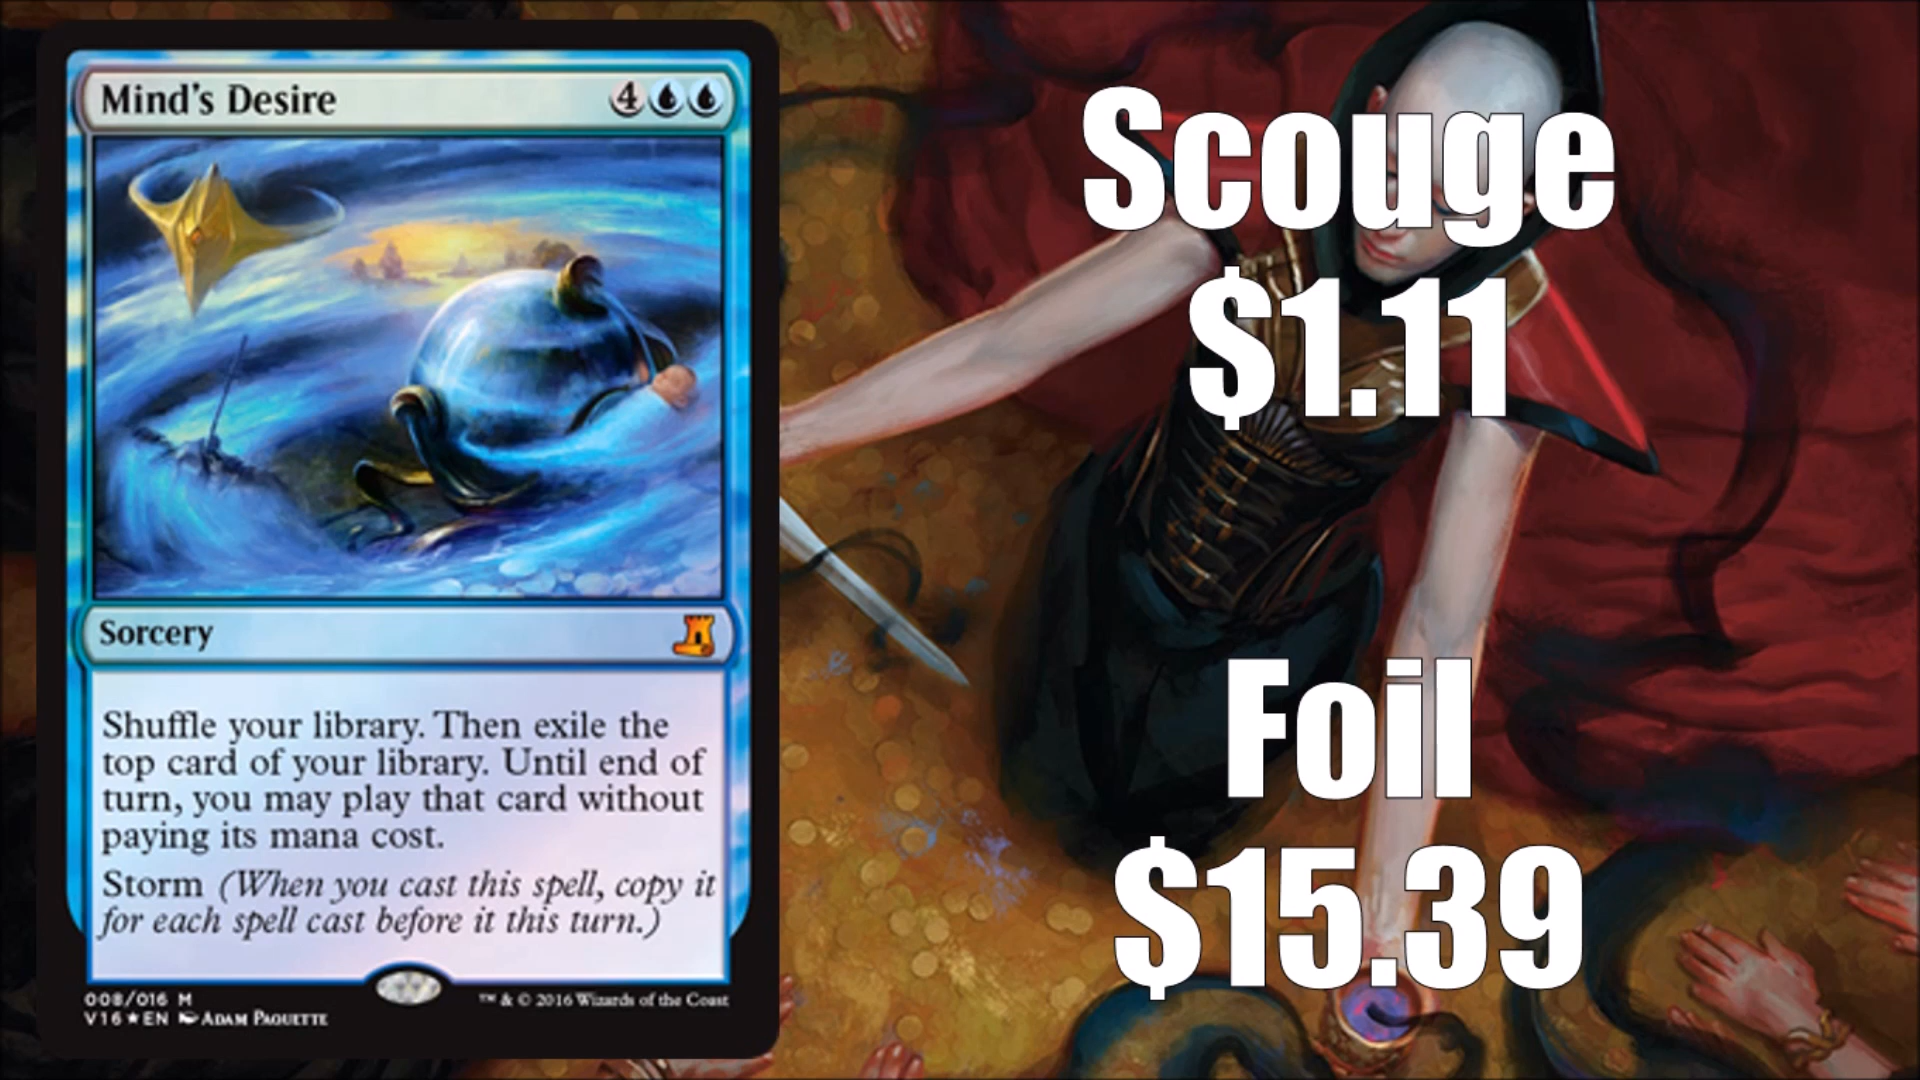 Mind's Desire
4
Sorcery
Shuffle your library. Then exile the
top card of your library. Until end of
turn, you may play that card without
paying its mana cost.
Storm (When you cast this spell, copy it
for each spell cast before it this turn.)
008/016 M
V16★EN Adam Paquette
™ & © 2016 Wizards of the Coast
Scouge
$1.11
Foil
$15.39